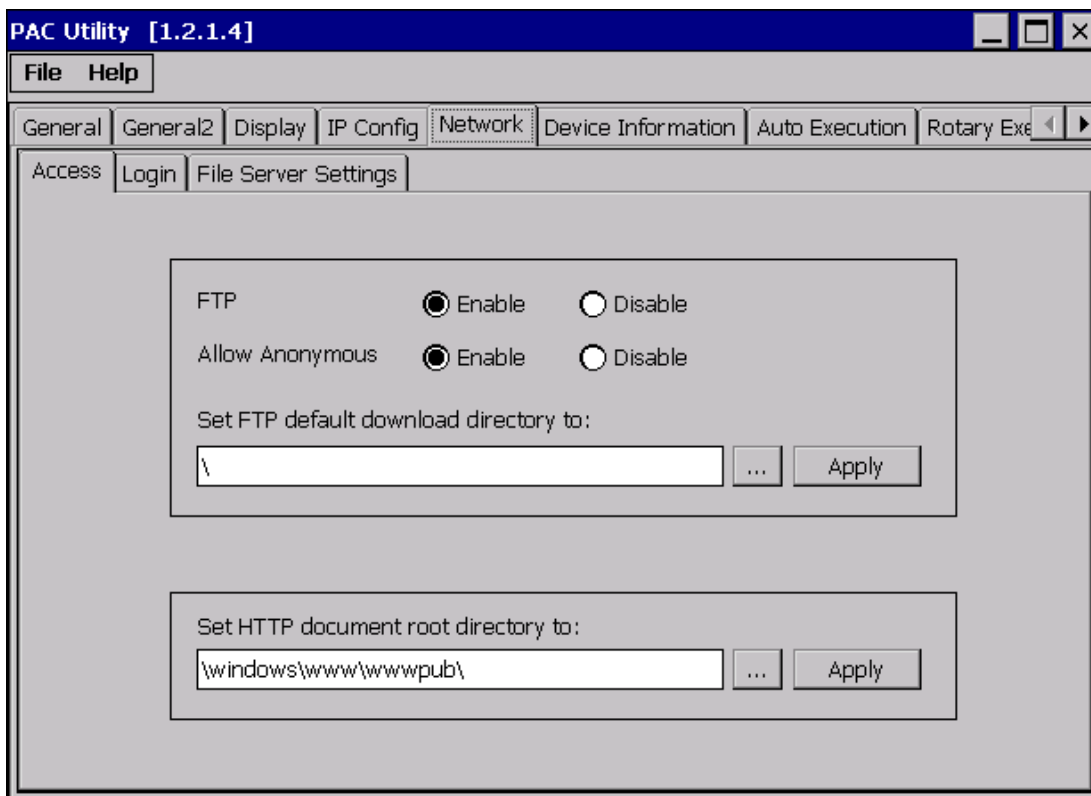 PAC Utility [1.2.1.4]
File Help
General General2 Display IP Config Network Device Information Auto Execution Rotary Exe
Access Login File Server Settings
FTP Enable Disable
Allow Anonymous Enable Disable
Set FTP default download directory to:
\ ... Apply
Set HTTP document root directory to:
\windows\www\wwwpub\ ... Apply